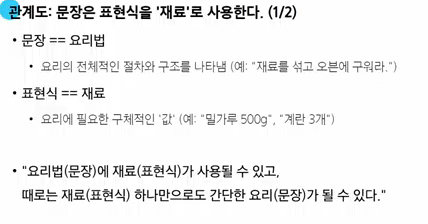 관계도: 문장은 표현식을 '재료'로 사용한다. (1/2)
• 문장 == 요리법
• 요리의 전체적인 절차와 구조를 나타냄 (예: "재료를 섞고 오븐에 구워라.")
• 표현식 == 재료
• 요리에 필요한 구체적인 '값' (예: "밀가루 500g", "계란 3개")
• "요리법(문장)에 재료(표현식)가 사용될 수 있고,
때로는 재료(표현식) 하나만으로도 간단한 요리(문장)가 될 수 있다."